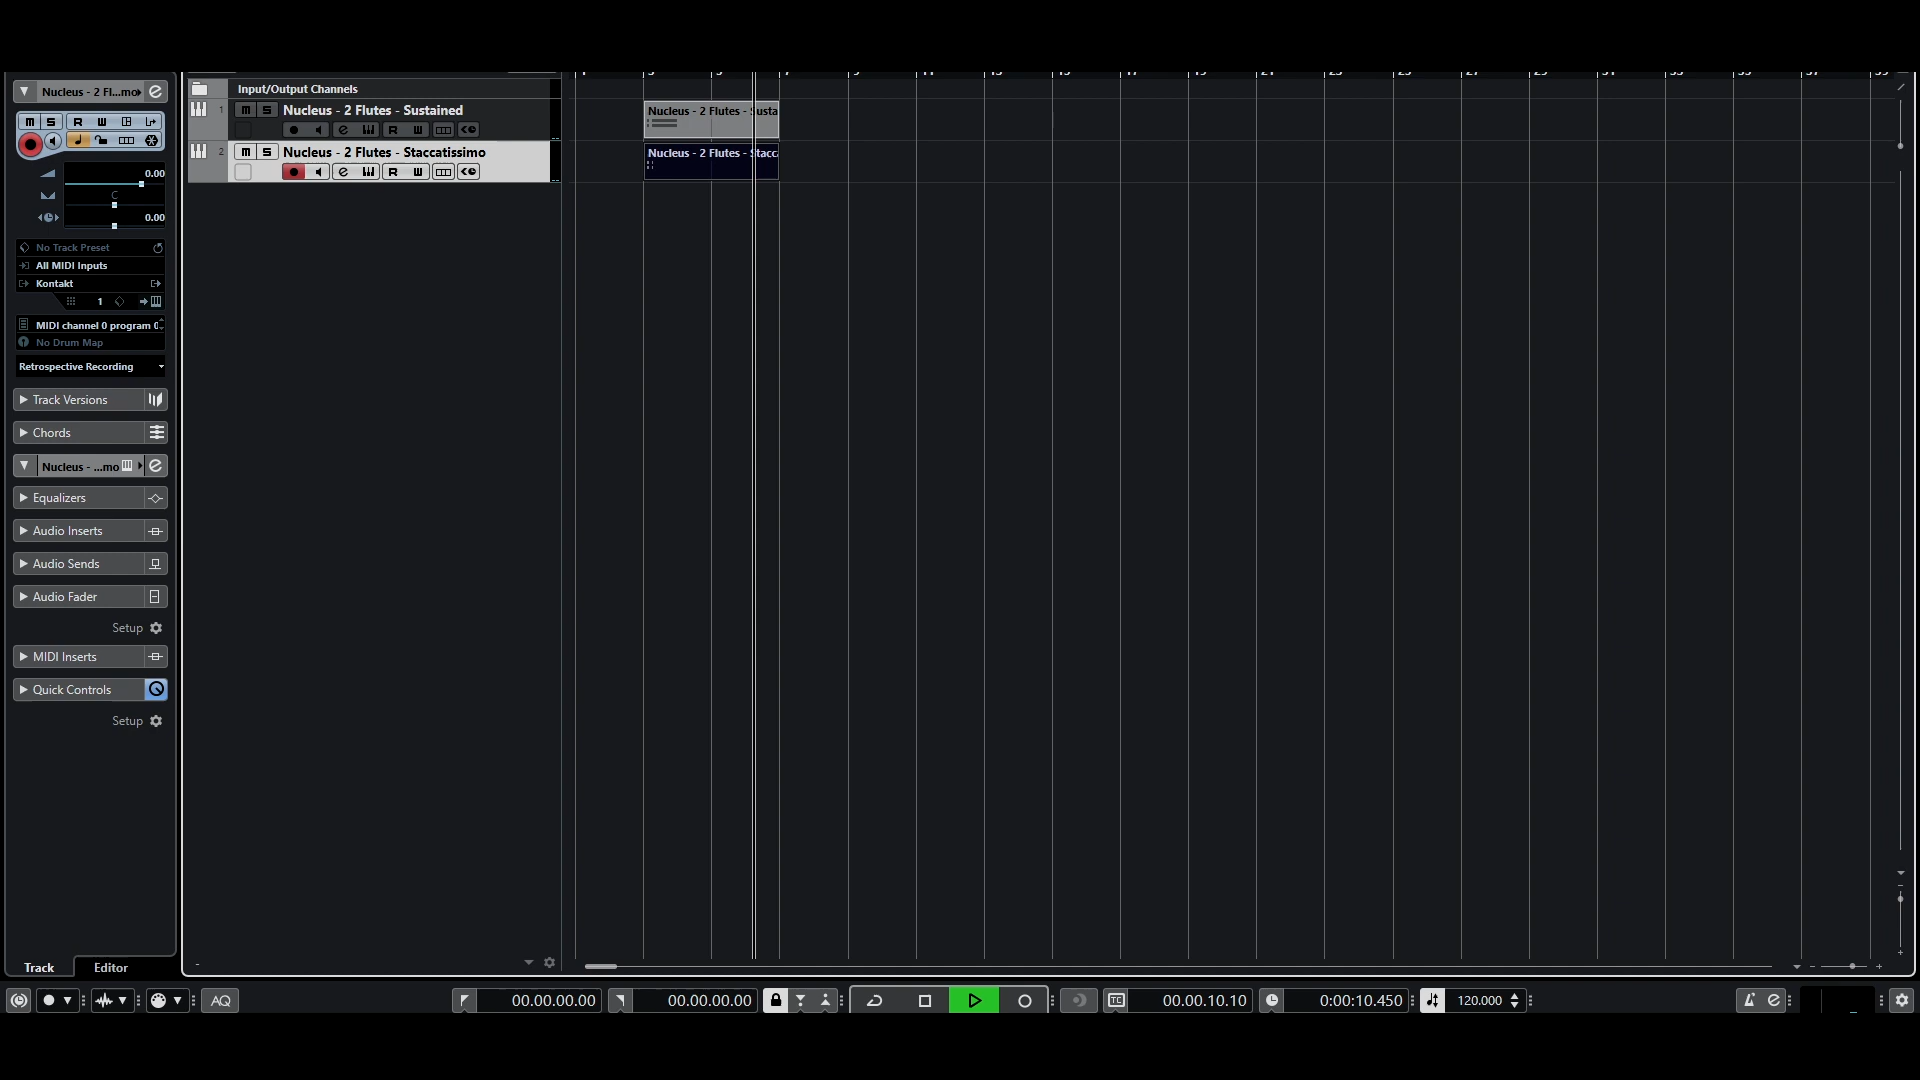 Nucleus - 2 Fl...mo
M S R W
0.00
C
0.00
No Track Preset
All MIDI Inputs
Kontakt
1
MIDI channel 0 program 0
No Drum Map
Retrospective Recording
Track Versions
Chords
Nucleus - ...mo
Equalizers
Audio Inserts
Audio Sends
Audio Fader
Setup
MIDI Inserts
Quick Controls
Setup
Track Editor
Input/Output Channels
1 M S Nucleus - 2 Flutes - Sustained
R W
2 M S Nucleus - 2 Flutes - Staccatissimo
R W
Nucleus - 2 Flutes - Susta
Nucleus - 2 Flutes - Stacc
AQ
00.00.00.00
00.00.00.00
TC
00.00.10.10
0:00:10.450
120.000